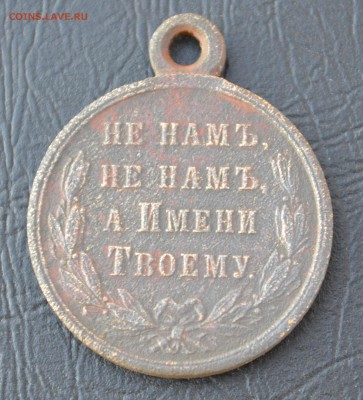 COINS.LAVE.RU
НЕ НАМЪ,
НЕ НАМЪ,
А ИМЕНИ
ТВОЕМУ.